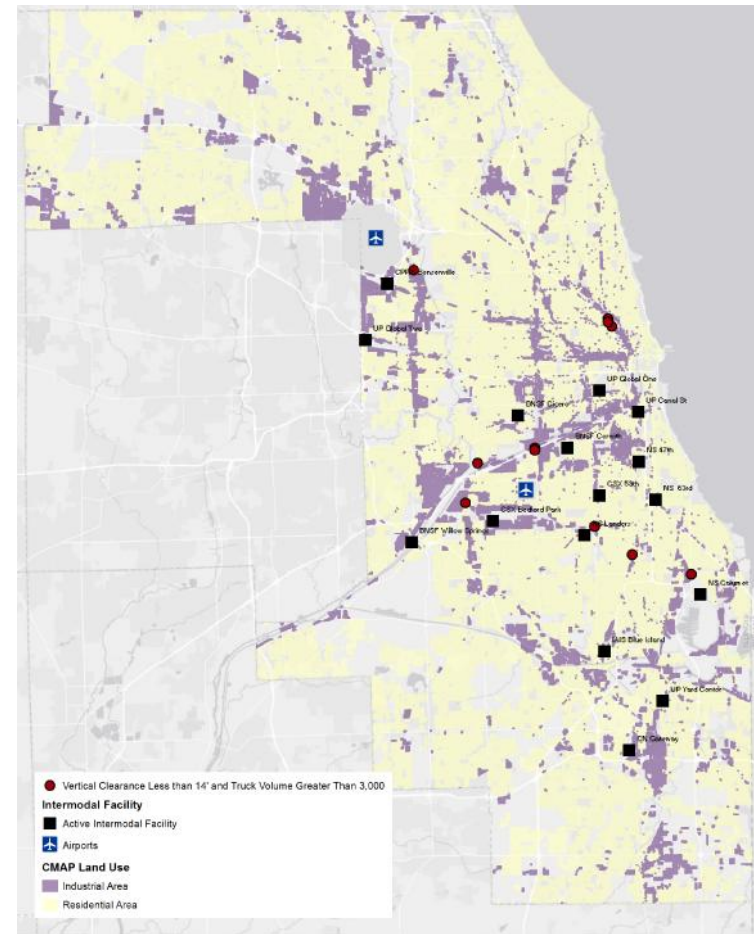 Bensenville
UP Global Two
UP Global One
UP Canal St
BNSF Cicero
BNSF Corwith
NS 47th
CSX 59th
NS 63rd
CSX Bedford Park
NS Landers
BNSF Willow Springs
NS Calumet
IAIS Blue Island
UP Yard Center
CN Gateway
Vertical Clearance Less than 14' and Truck Volume Greater Than 3,000
Intermodal Facility
Active Intermodal Facility
Airports
CMAP Land Use
Industrial Area
Residential Area